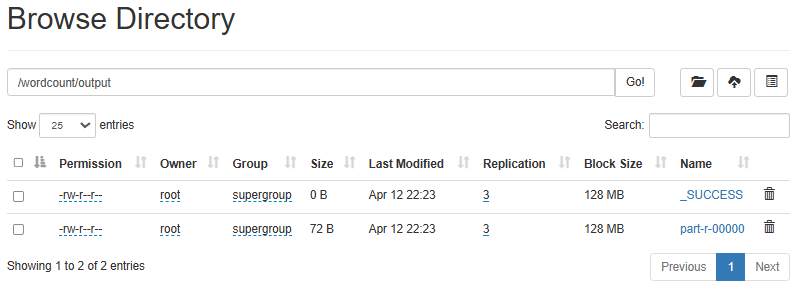 Browse Directory
/wordcount/output Go!
Show 25 entries Search:
Permission Owner Group Size Last Modified Replication Block Size Name
-rw-r--r-- root supergroup 0 B Apr 12 22:23 3 128 MB _SUCCESS
-rw-r--r-- root supergroup 72 B Apr 12 22:23 3 128 MB part-r-00000
Showing 1 to 2 of 2 entries Previous 1 Next